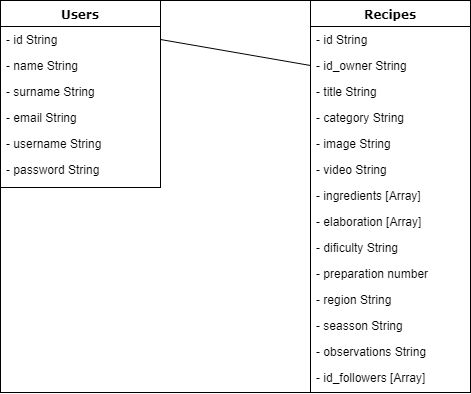 Users
- id String
- name String
- surname String
- email String
- username String
- password String
Recipes
- id String
- id_owner String
- title String
- category String
- image String
- video String
- ingredients [Array]
- elaboration [Array]
- dificulty String
- preparation number
- region String
- seasson String
- observations String
- id_followers [Array]